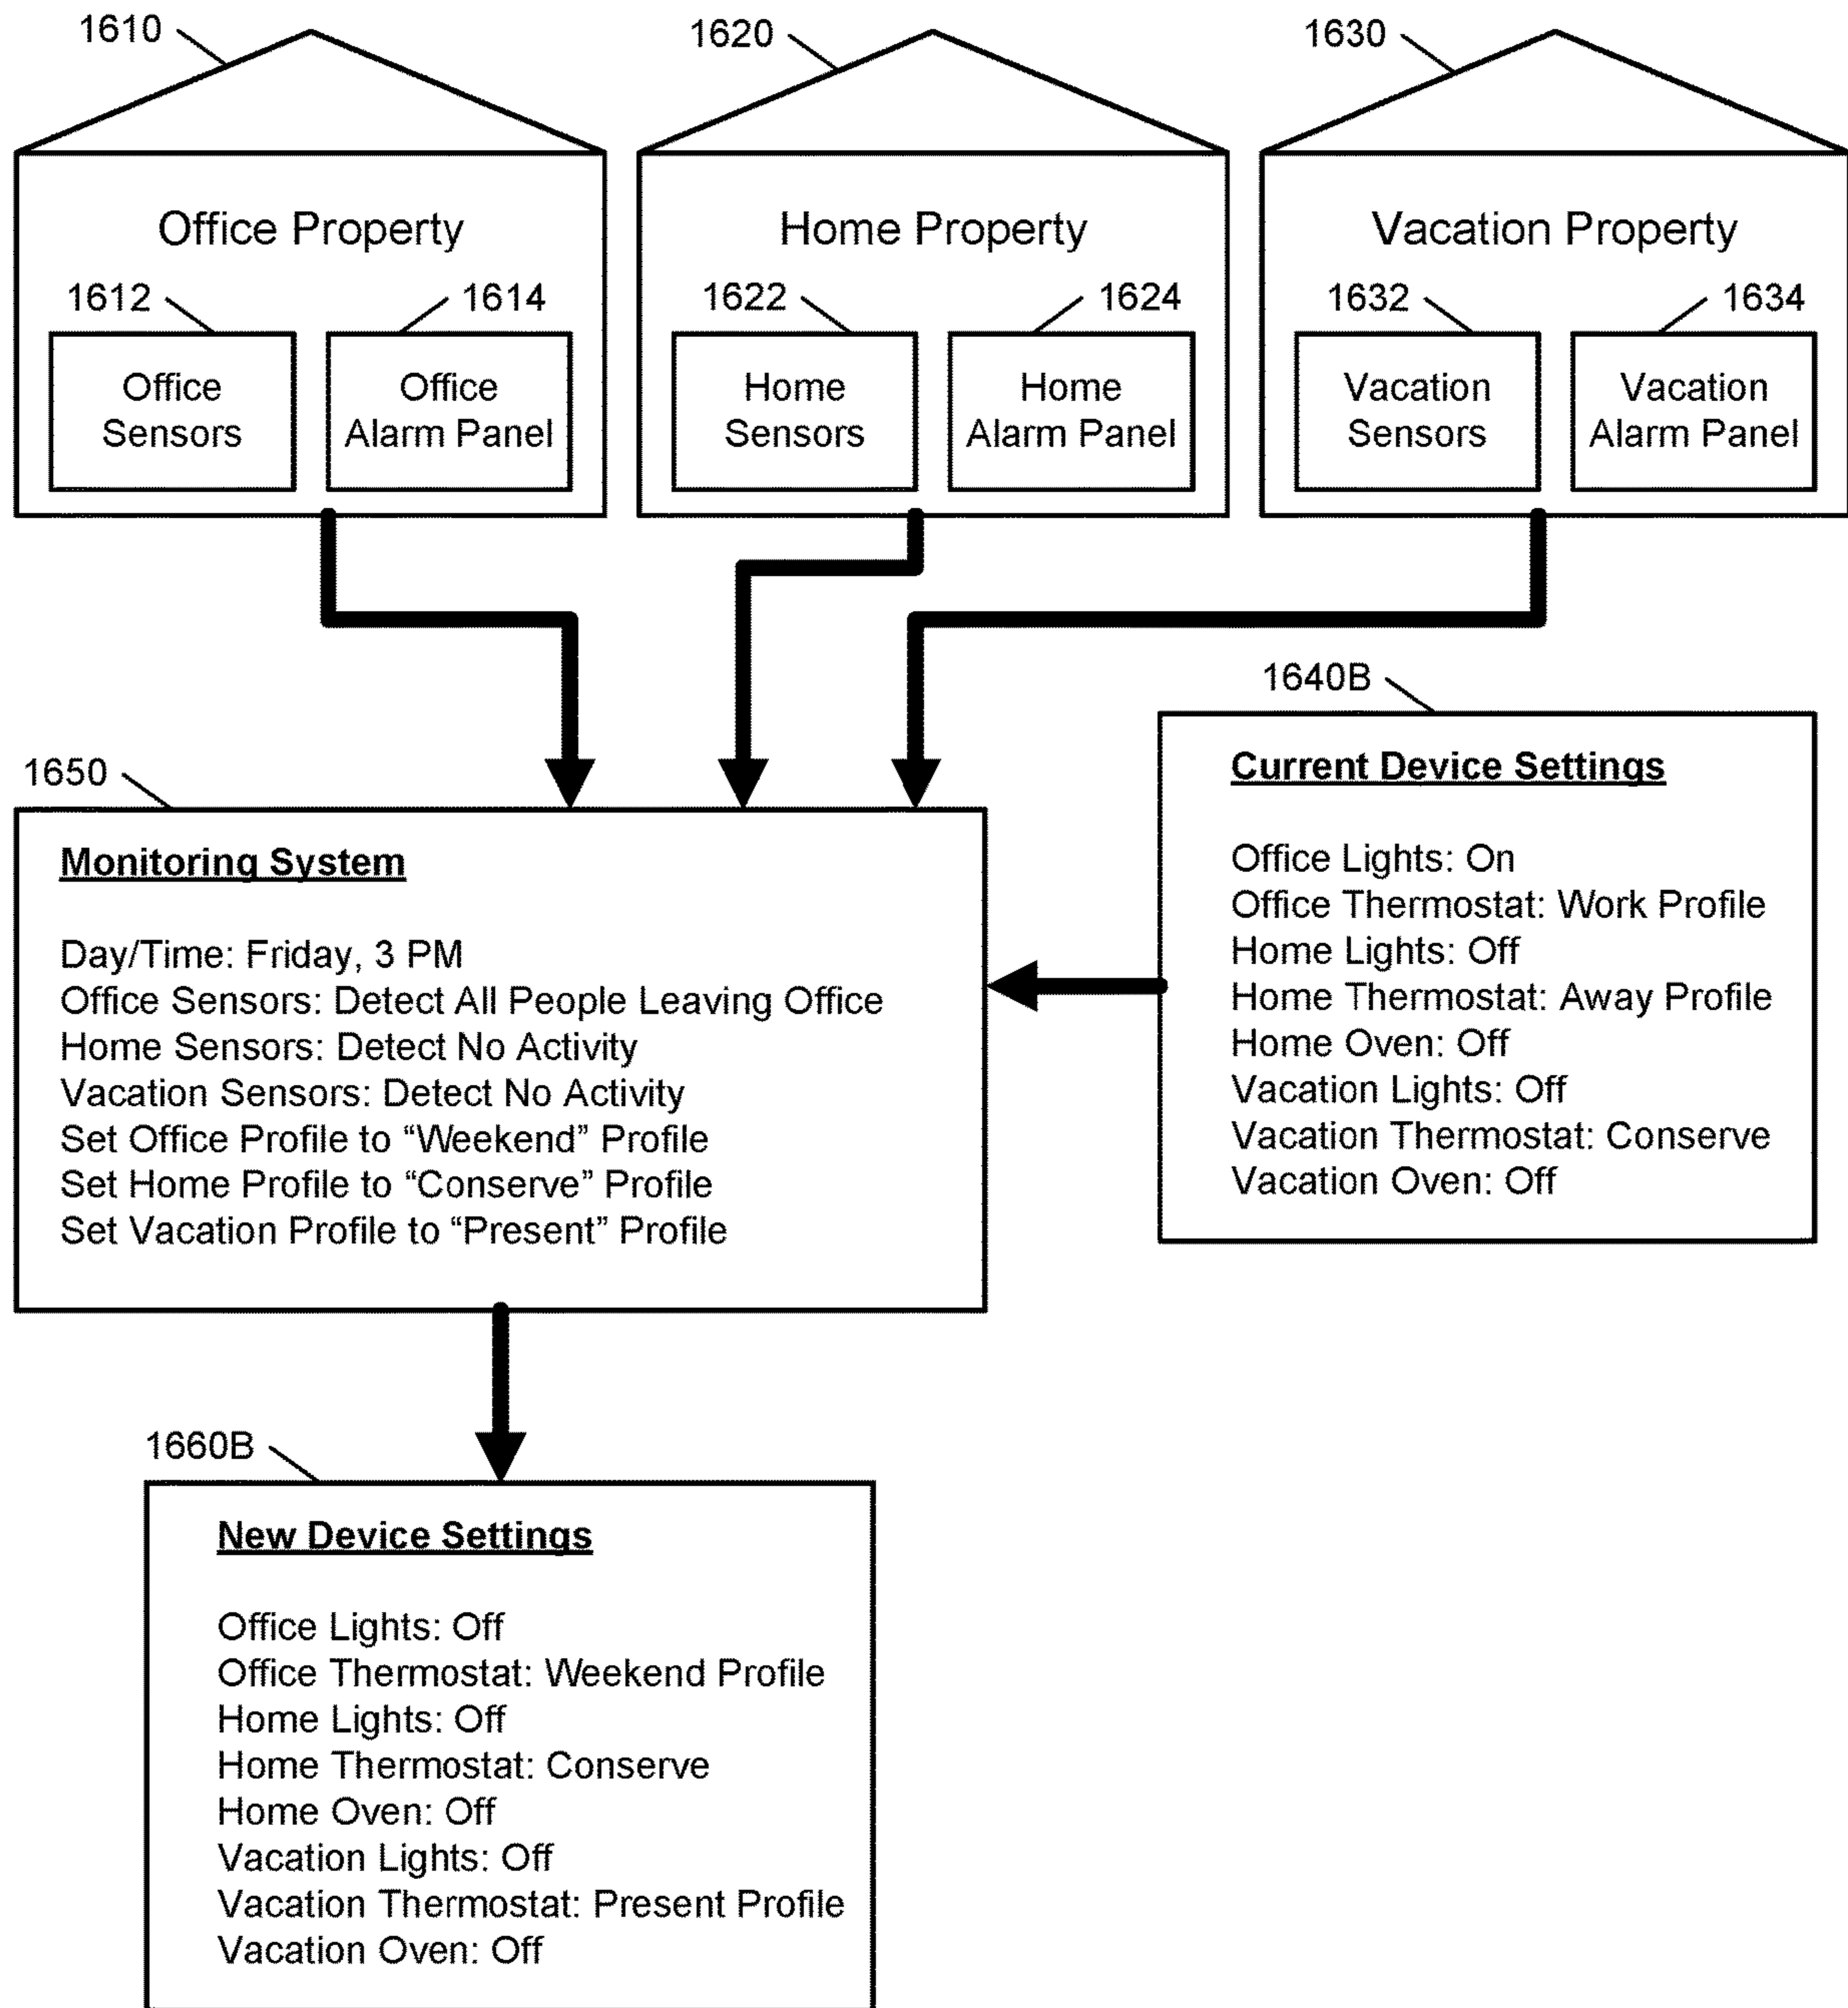 1610
1620
1630
Office Property
Home Property
Vacation Property
1612
1614
1622
1624
1632
1634
Office
Sensors
Office
Alarm Panel
Home
Sensors
Home
Alarm Panel
Vacation
Sensors
Vacation
Alarm Panel
1640B
Current Device Settings
Office Lights: On
Office Thermostat: Work Profile
Home Lights: Off
Home Thermostat: Away Profile
Home Oven: Off
Vacation Lights: Off
Vacation Thermostat: Conserve
Vacation Oven: Off
1650
Monitoring System
Day/Time: Friday, 3 PM
Office Sensors: Detect All People Leaving Office
Home Sensors: Detect No Activity
Vacation Sensors: Detect No Activity
Set Office Profile to “Weekend” Profile
Set Home Profile to “Conserve” Profile
Set Vacation Profile to “Present” Profile
1660B
New Device Settings
Office Lights: Off
Office Thermostat: Weekend Profile
Home Lights: Off
Home Thermostat: Conserve
Home Oven: Off
Vacation Lights: Off
Vacation Thermostat: Present Profile
Vacation Oven: Off